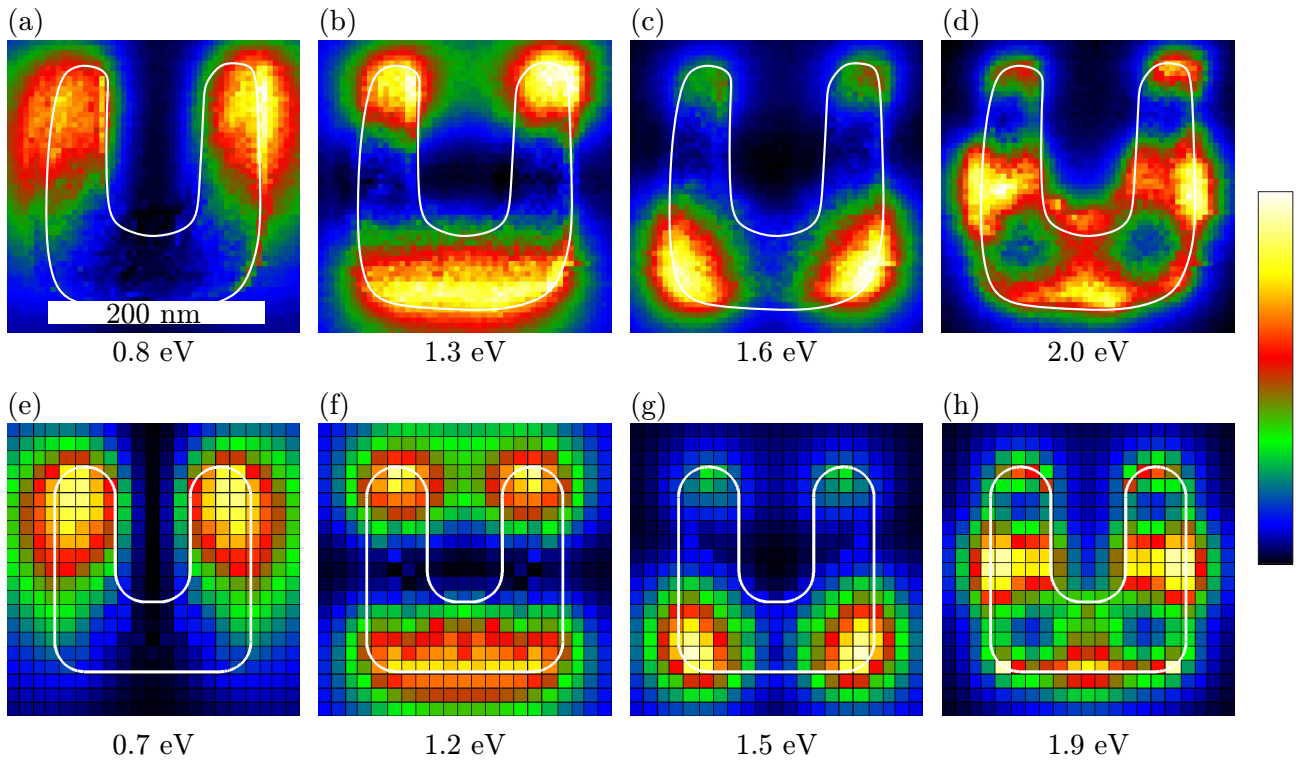 (a) (b) (c) (d)
200 nm
0.8 eV 1.3 eV 1.6 eV 2.0 eV
(e) (f) (g) (h)
0.7 eV 1.2 eV 1.5 eV 1.9 eV